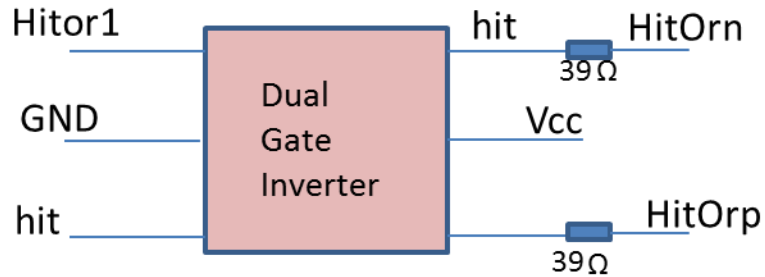 Hitor1
hit
HitOrn
39Ω
Dual
Gate
Inverter
GND
Vcc
hit
HitOrp
39Ω